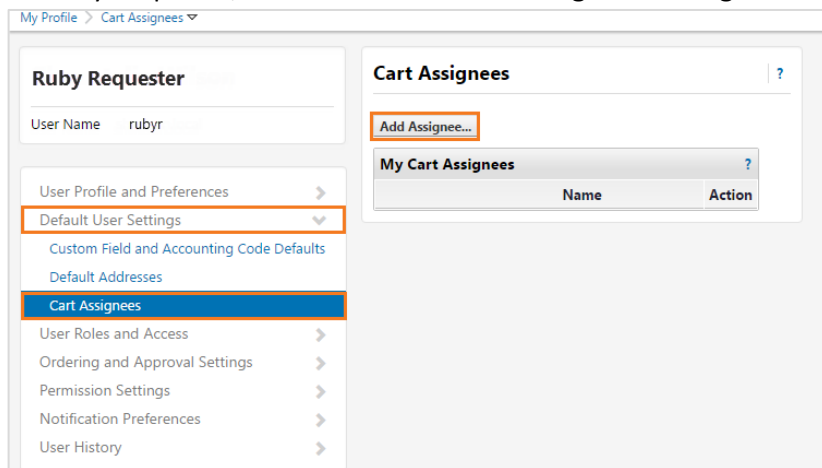 My Profile > Cart Assignees
Ruby Requester
User Name rubyr
User Profile and Preferences
Default User Settings
Custom Field and Accounting Code Defaults
Default Addresses
Cart Assignees
User Roles and Access
Ordering and Approval Settings
Permission Settings
Notification Preferences
User History
Cart Assignees ?
Add Assignee...
My Cart Assignees ?
Name Action